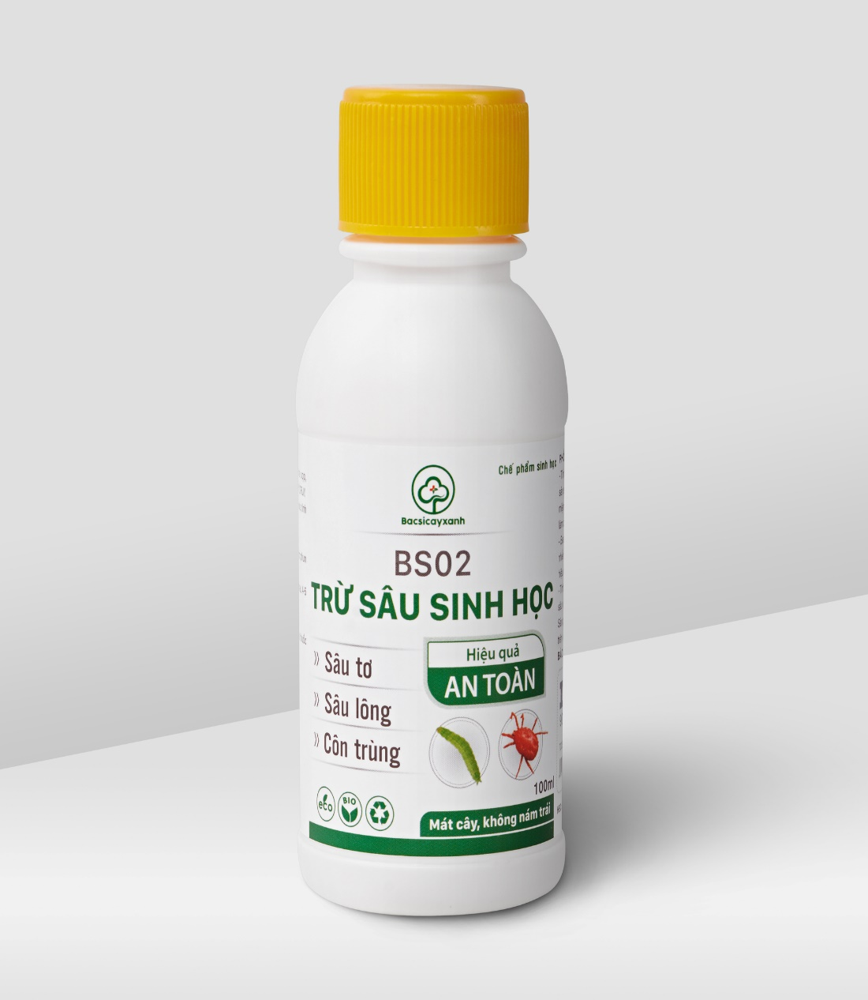 Chế phẩm sinh học
Bacsicayxanh
BS02
TRỪ SÂU SINH HỌC
Hiệu quả
AN TOÀN
» Sâu tơ
» Sâu lông
» Côn trùng
100ml
eco
BIO
Mát cây, không nám trái